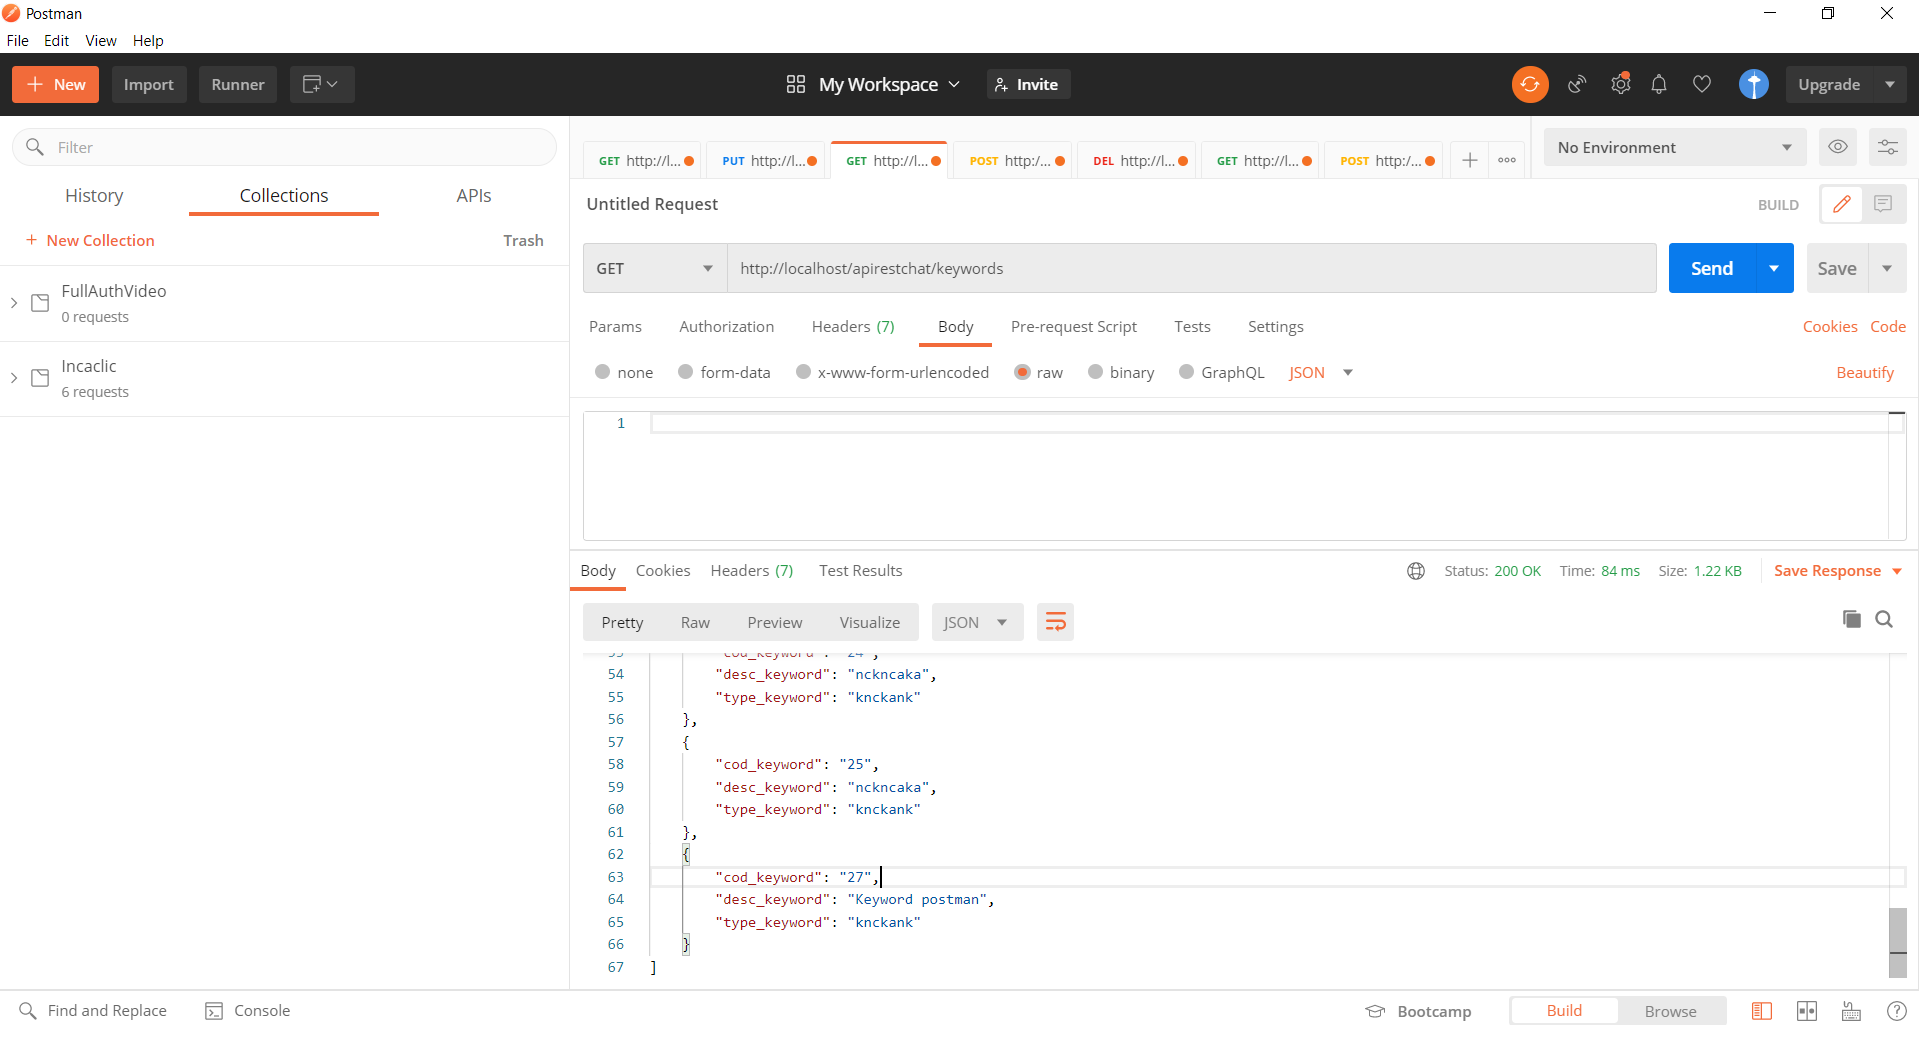 Postman
File Edit View Help
New Import Runner My Workspace Invite Upgrade
Filter
History Collections APIs
New Collection Trash
FullAuthVideo
0 requests
Incaclic
6 requests
GET http://l... PUT http://l... GET http://l... POST http:/... DEL http://l... GET http://l... POST http:/... No Environment
Untitled Request BUILD
GET http://localhost/apirestchat/keywords Send Save
Params Authorization Headers (7) Body Pre-request Script Tests Settings Cookies Code
none form-data x-www-form-urlencoded raw binary GraphQL JSON Beautify
1
Body Cookies Headers (7) Test Results Status: 200 OK Time: 84 ms Size: 1.22 KB Save Response
Pretty Raw Preview Visualize JSON
53 "cod_keyword": "24",
54 "desc_keyword": "nckncaka",
55 "type_keyword": "knckank"
56 },
57 {
58 "cod_keyword": "25",
59 "desc_keyword": "nckncaka",
60 "type_keyword": "knckank"
61 },
62 {
63 "cod_keyword": "27",
64 "desc_keyword": "Keyword postman",
65 "type_keyword": "knckank"
66 }
67 ]
Find and Replace Console Bootcamp Build Browse